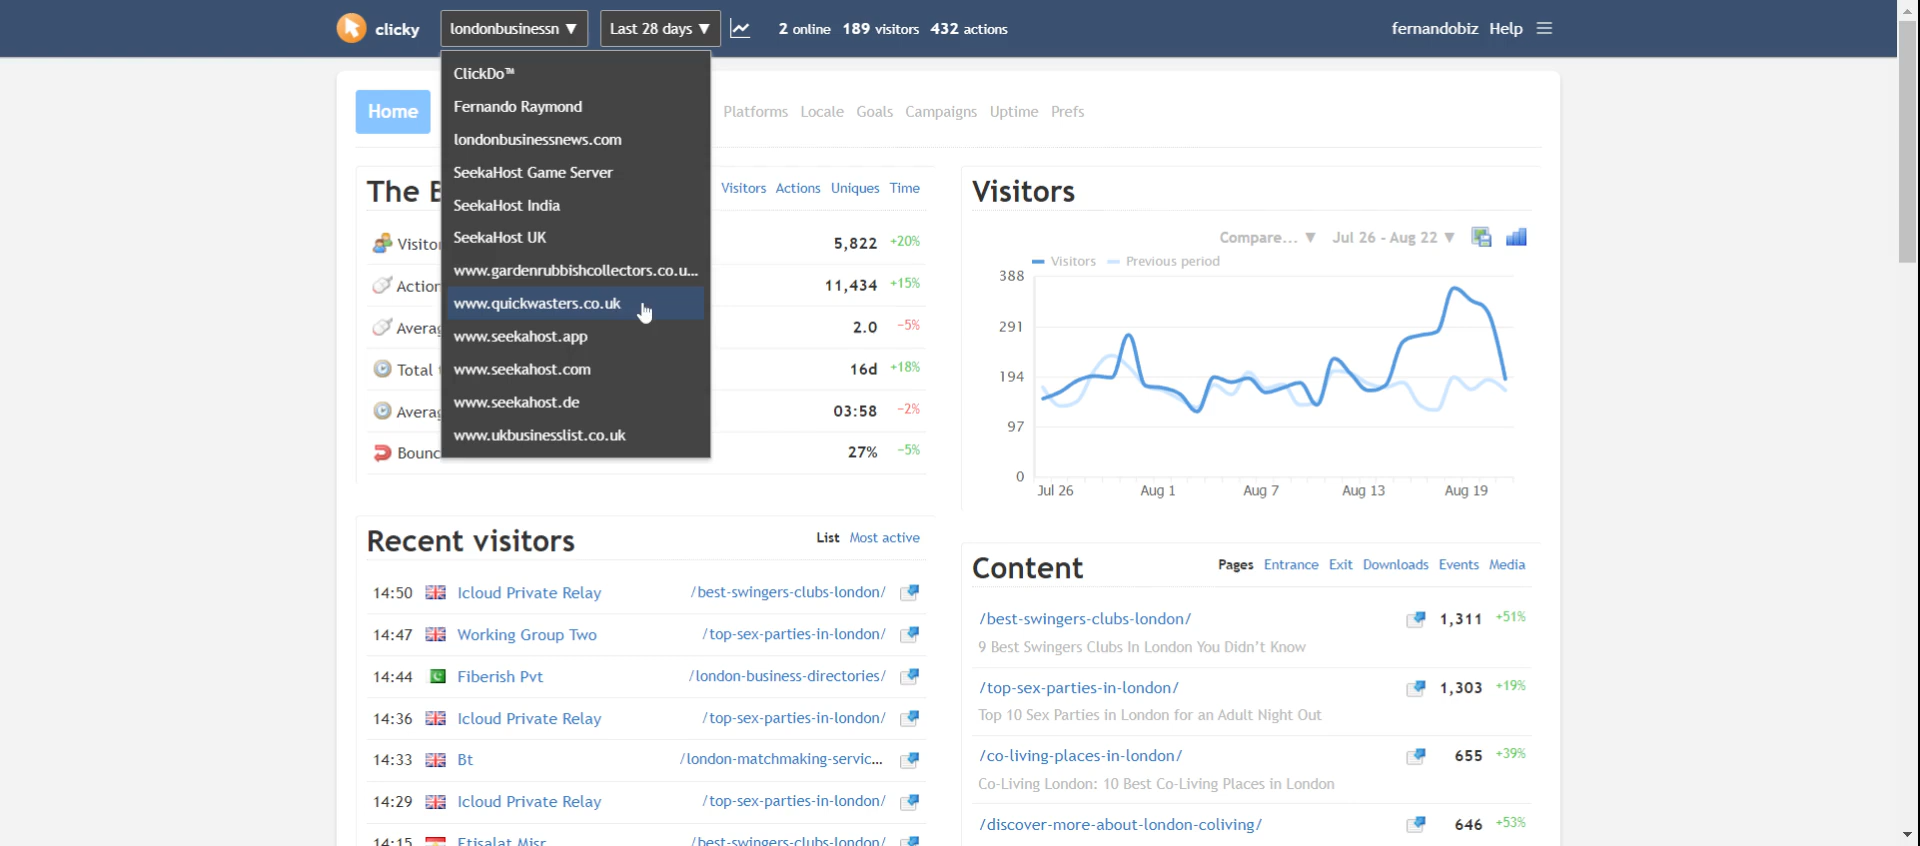 clicky londonbusinessn ▼ Last 28 days ▼ 2 online 189 visitors 432 actions fernandobiz Help
ClickDo™
Fernando Raymond
londonbusinessnews.com
SeekaHost Game Server
SeekaHost India
SeekaHost UK
www.gardenrubbishcollectors.co.u...
www.quickwasters.co.uk
www.seekahost.app
www.seekahost.com
www.seekahost.de
www.ukbusinesslist.co.uk
Home Platforms Locale Goals Campaigns Uptime Prefs
The Visitors Actions Uniques Time
5,822 +20%
11,434 +15%
2.0 -5%
Total 16d +18%
03:58 -2%
27% -5%
Visitors
Compare... ▼ Jul 26 - Aug 22 ▼
Visitors Previous period
388
291
194
97
0
Jul 26 Aug 1 Aug 7 Aug 13 Aug 19
Recent visitors List Most active
14:50 Icloud Private Relay /best-swingers-clubs-london/
14:47 Working Group Two /top-sex-parties-in-london/
14:44 Fiberish Pvt /london-business-directories/
14:36 Icloud Private Relay /top-sex-parties-in-london/
14:33 Bt /london-matchmaking-servic...
14:29 Icloud Private Relay /top-sex-parties-in-london/
14:15 Etisalat Misr /best-swingers-clubs-london/
Content Pages Entrance Exit Downloads Events Media
/best-swingers-clubs-london/ 1,311 +51%
9 Best Swingers Clubs In London You Didn't Know
/top-sex-parties-in-london/ 1,303 +19%
Top 10 Sex Parties in London for an Adult Night Out
/co-living-places-in-london/ 655 +39%
Co-Living London: 10 Best Co-Living Places in London
/discover-more-about-london-coliving/ 646 +53%